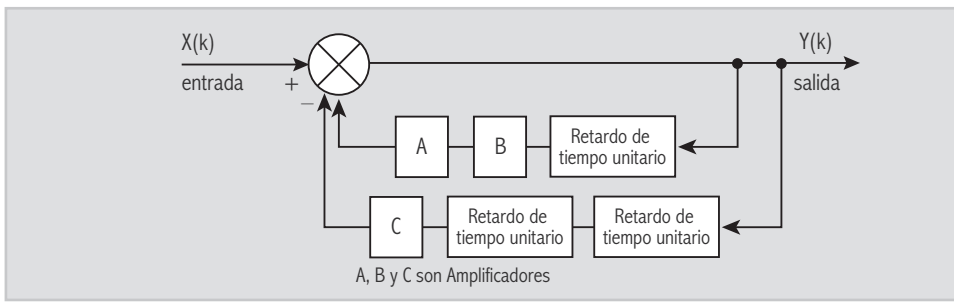 X(k)
Y(k)
entrada
+
salida
−
A
B
Retardo de
tiempo unitario
C
Retardo de
tiempo unitario
Retardo de
tiempo unitario
A, B y C son Amplificadores